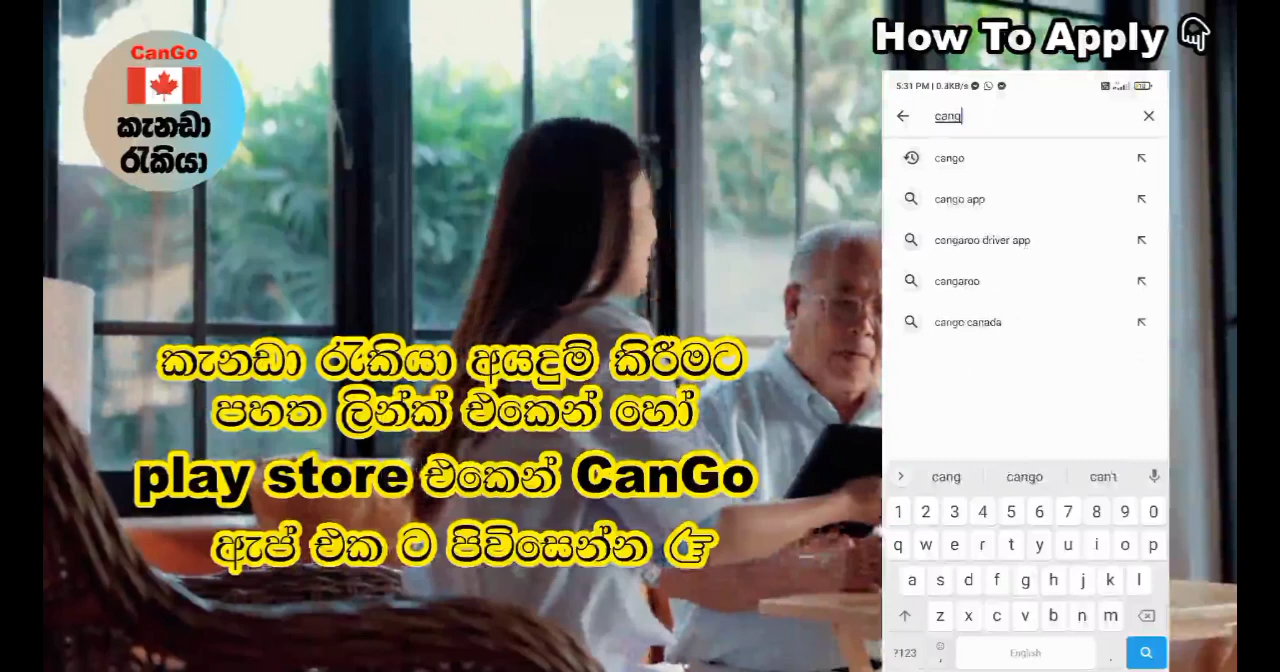 CanGo
කැනඩා
රැකියා
How To Apply
කැනඩා රැකියා අයදුම් කිරීමට
පහත ලින්ක් එකෙන් හෝ
play store එකෙන් CanGo
ඇප් එක ට පිවිසෙන්න
5:31 PM | 0.8KB/s
cang
cango
cango app
cangaroo driver app
cangaroo
cango canada
cang cango can't
1 2 3 4 5 6 7 8 9 0
q w e r t y u i o p
a s d f g h j k l
z x c v b n m
?123 , English .